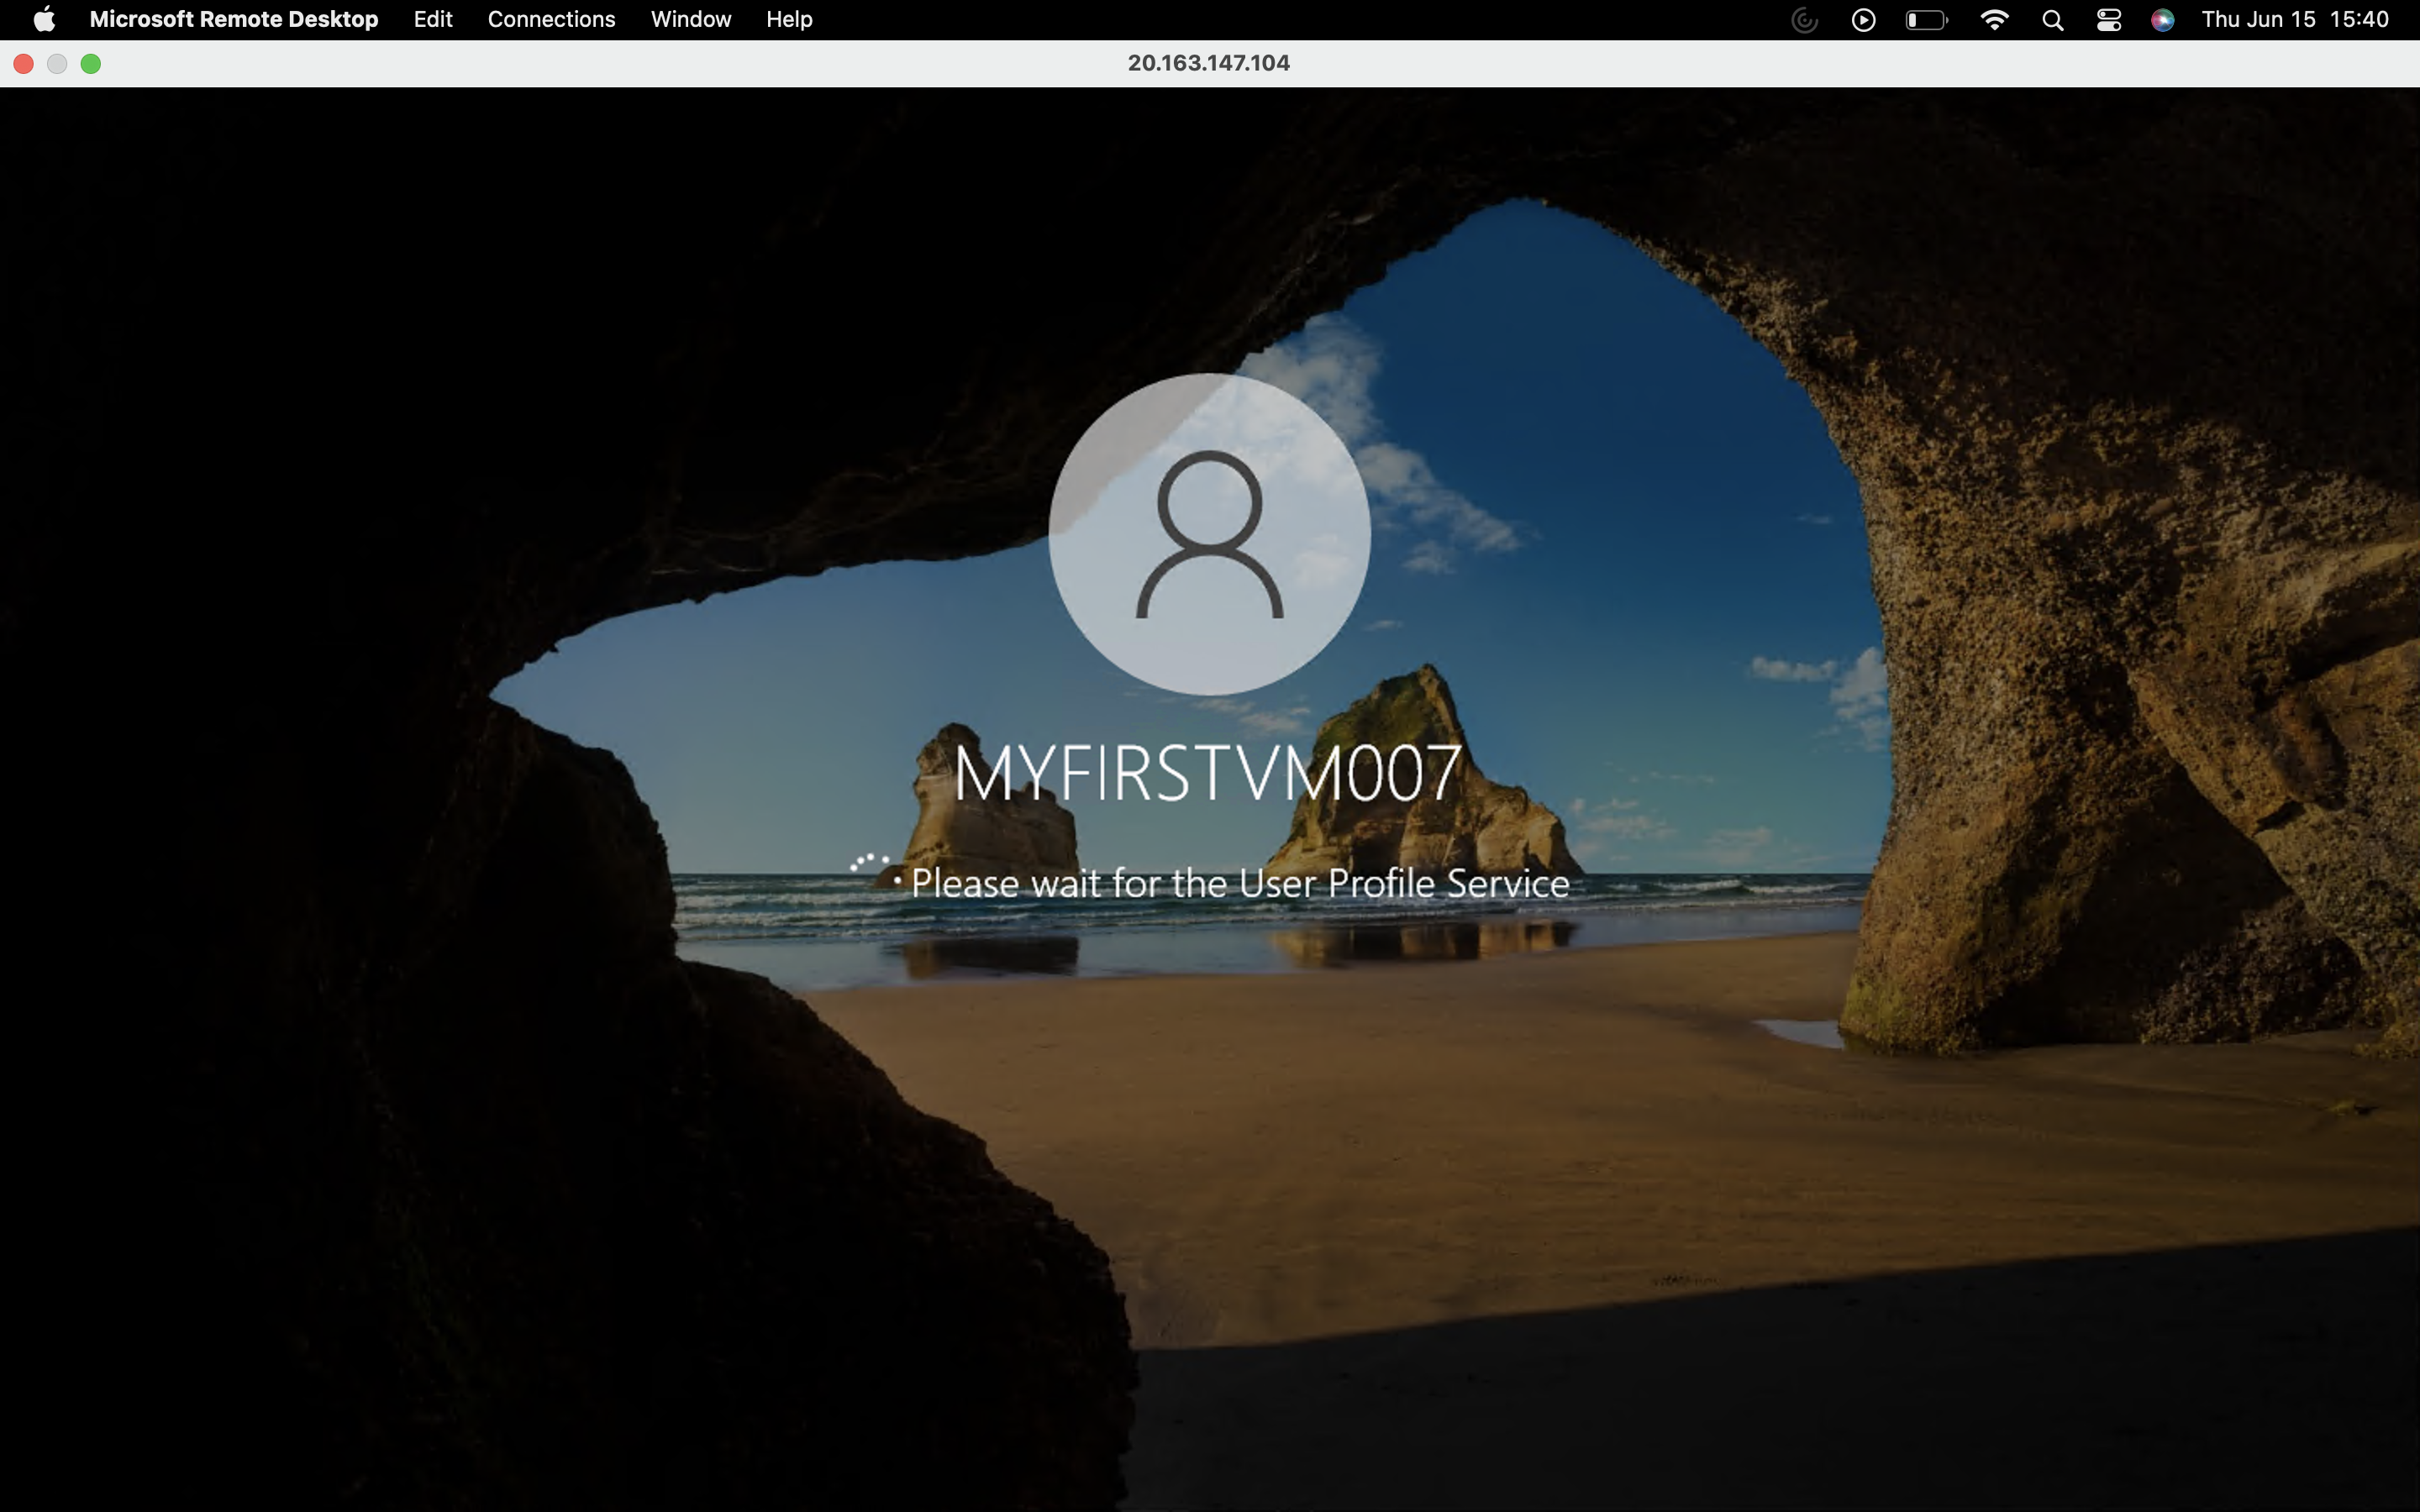 Microsoft Remote Desktop Edit Connections Window Help Thu Jun 15 15:40
20.163.147.104
MYFIRSTVM007
Please wait for the User Profile Service